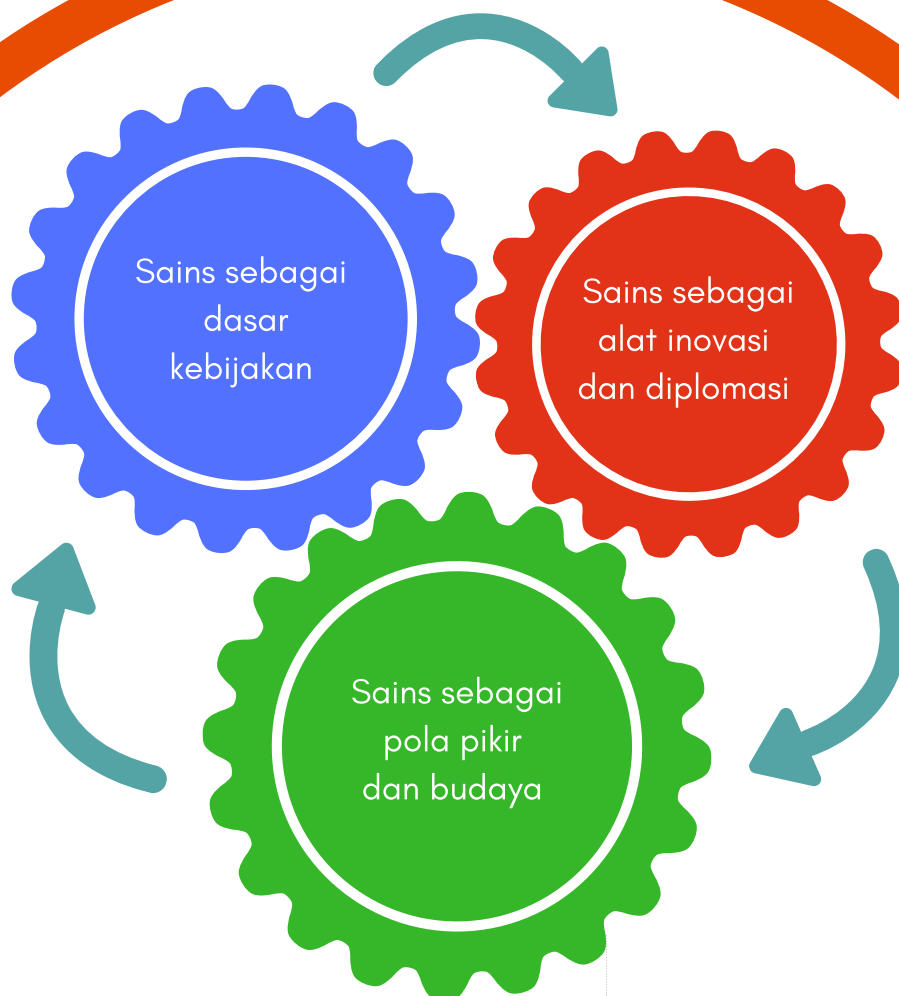 Sains sebagai
dasar
kebijakan
Sains sebagai
alat inovasi
dan diplomasi
Sains sebagai
pola pikir
dan budaya